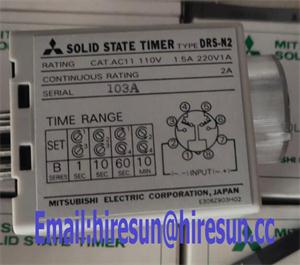 SOLID STATE TIMER TYPE DRS-N2
RATING CAT.AC11 110V 1.5A 220V1A
CONTINUOUS RATING 2A
SERIAL 103A
TIME RANGE
SET
B SERIES 1 SEC 10 SEC 60 SEC 10 MIN
~(-)—INPUT—~(+)
MITSUBISHI ELECTRIC CORPORATION, JAPAN
Email:hiresun@hiresun.cc
SOLID STATE TIMER